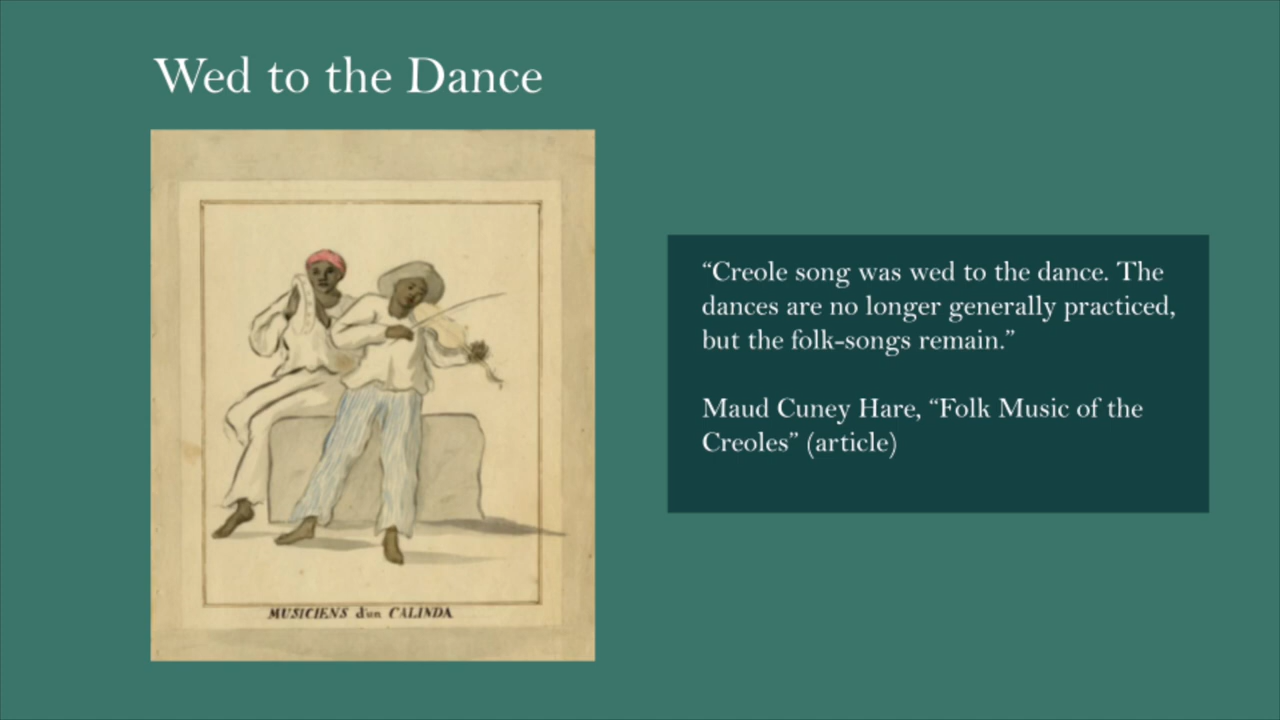 Wed to the Dance
MUSICIENS d'un CALINDA
“Creole song was wed to the dance. The
dances are no longer generally practiced,
but the folk-songs remain.”
Maud Cuney Hare, “Folk Music of the
Creoles” (article)